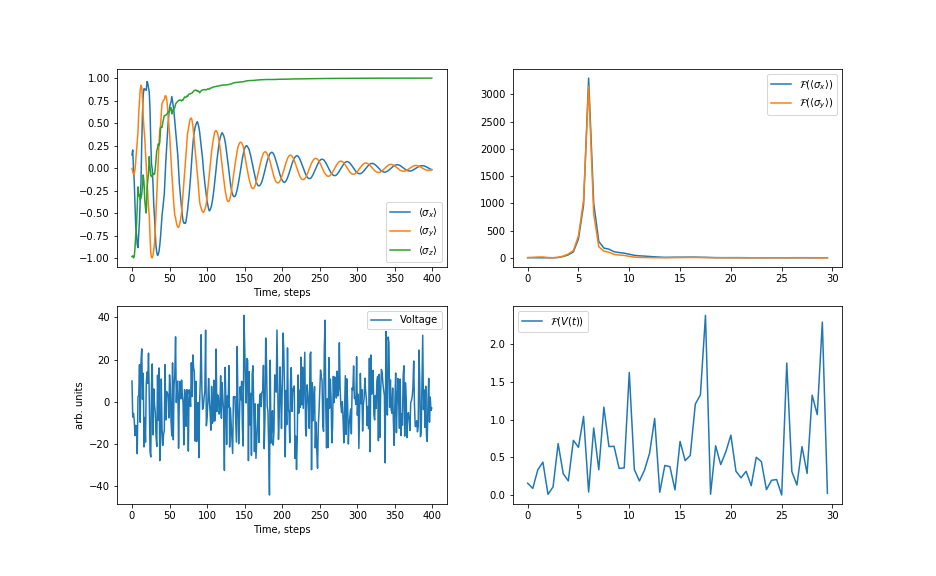 1.00
0.75
0.50
0.25
0.00
−0.25
−0.50
−0.75
−1.00
⟨σx⟩
⟨σy⟩
⟨σz⟩
0 50 100 150 200 250 300 350 400
Time, steps
3000
2500
2000
1500
1000
500
0
ℱ(⟨σx⟩)
ℱ(⟨σy⟩)
0 5 10 15 20 25 30
arb. units
40
20
0
−20
−40
Voltage
0 50 100 150 200 250 300 350 400
Time, steps
ℱ(V(t))
2.0
1.5
1.0
0.5
0.0
0 5 10 15 20 25 30